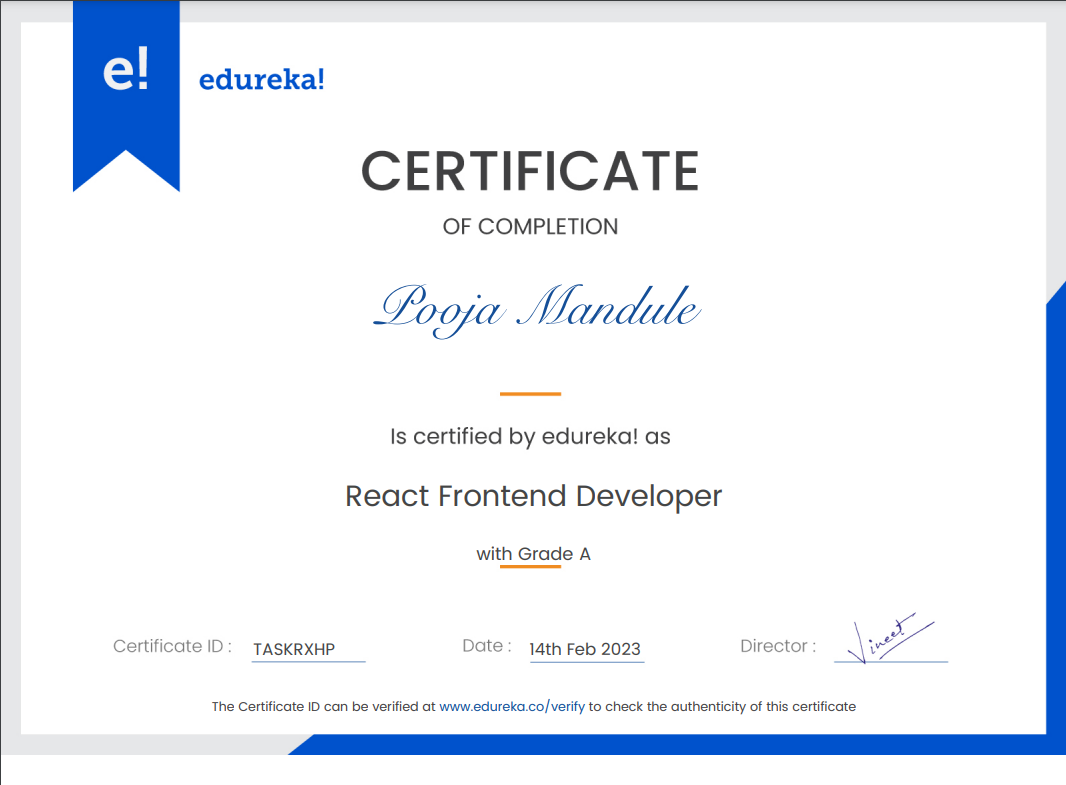 e!
edureka!
CERTIFICATE
OF COMPLETION
Pooja Mandule
Is certified by edureka! as
React Frontend Developer
with Grade A
Certificate ID : TASKRXHP Date : 14th Feb 2023 Director : Vineet
The Certificate ID can be verified at www.edureka.co/verify to check the authenticity of this certificate